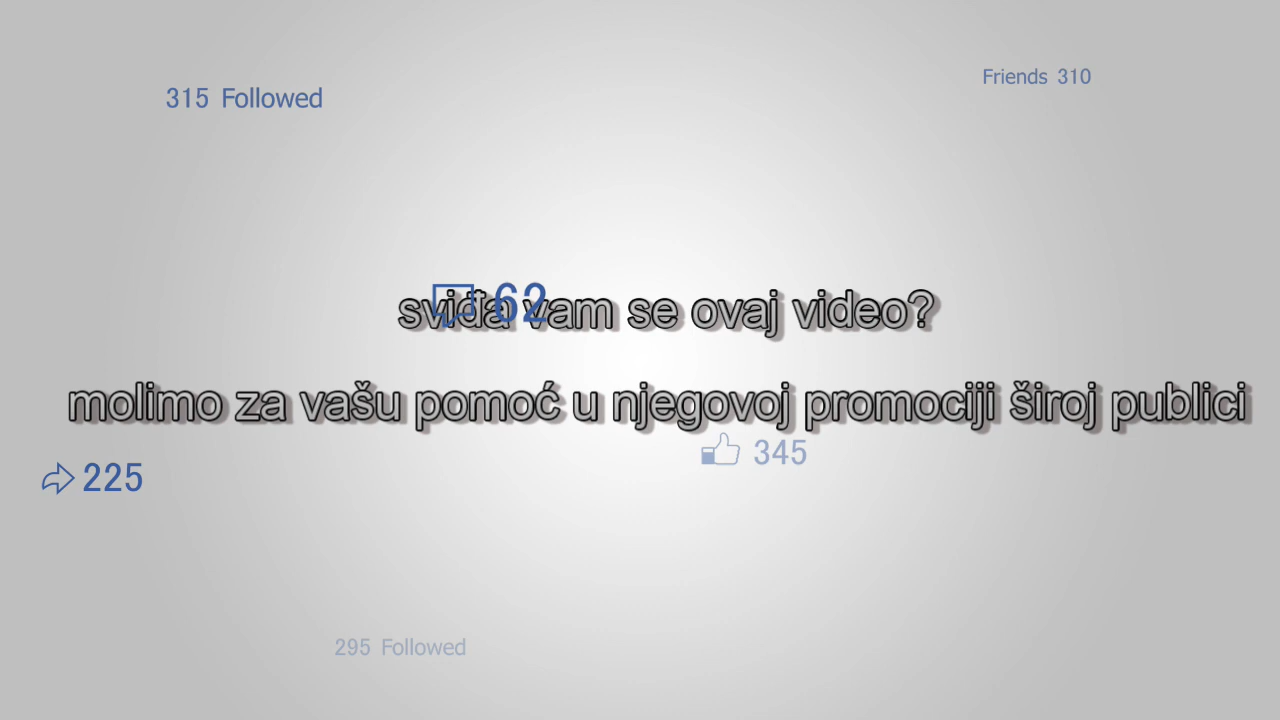 Friends 310
315 Followed
62
sviđa vam se ovaj video?
molimo za vašu pomoć u njegovoj promociji široj publici
345
225
295 Followed